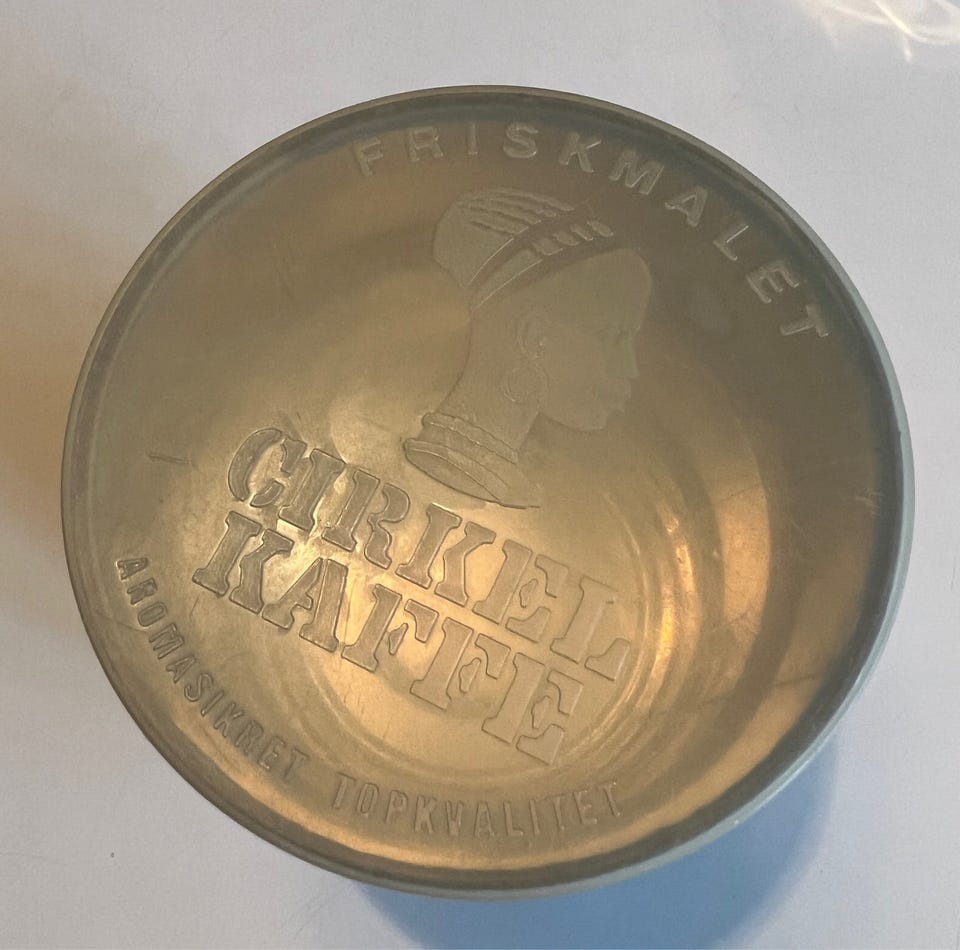 FRISKMALET
CIRKEL
KAFFE
AROMASIKRET TOPKVALITET